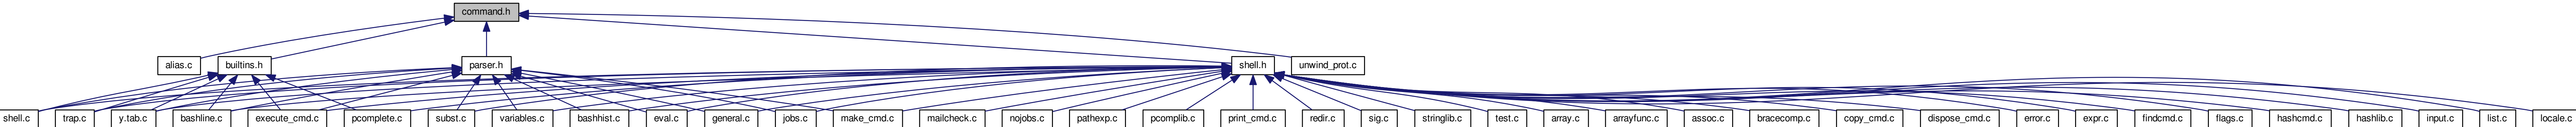 command.h
alias.c builtins.h parser.h shell.h unwind_prot.c
shell.c trap.c y.tab.c bashline.c execute_cmd.c pcomplete.c subst.c variables.c bashhist.c eval.c general.c jobs.c make_cmd.c mailcheck.c nojobs.c pathexp.c pcomplib.c print_cmd.c redir.c sig.c stringlib.c test.c array.c arrayfunc.c assoc.c bracecomp.c copy_cmd.c dispose_cmd.c error.c expr.c findcmd.c flags.c hashcmd.c hashlib.c input.c list.c locale.c